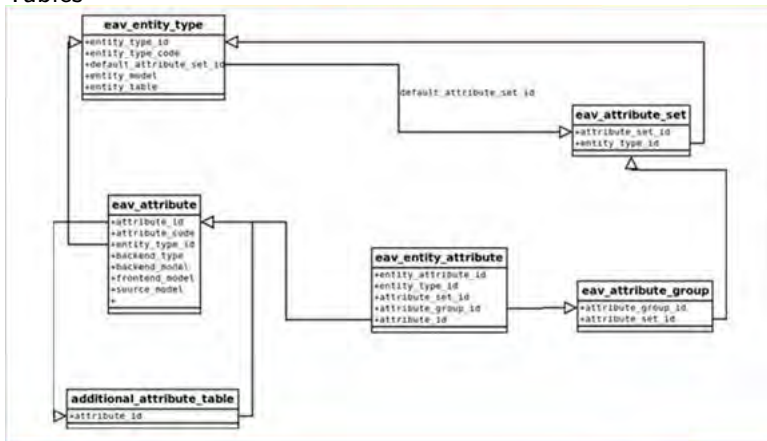 Tables
eav_entity_type
+entity_type_id
+entity_type_code
+default_attribute_set_id
+entity_model
+entity_table
default_attribute_set_id
eav_attribute_set
+attribute_set_id
+entity_type_id
eav_attribute
+attribute_id
+attribute_code
+entity_type_id
+backend_type
+backend_model
+frontend_model
+source_model
+
eav_entity_attribute
+entity_attribute_id
+entity_type_id
+attribute_set_id
+attribute_group_id
+attribute_id
eav_attribute_group
+attribute_group_id
+attribute_set_id
additional_attribute_table
+attribute_id